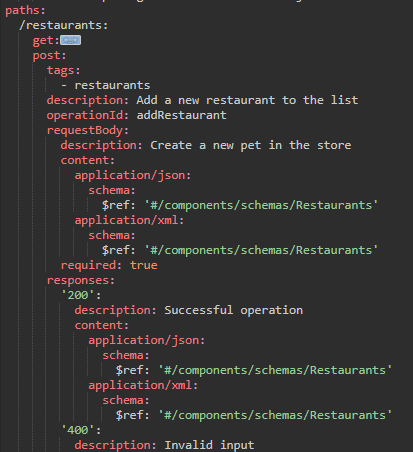 paths:
  /restaurants:
    get:
    post:
      tags:
        - restaurants
      description: Add a new restaurant to the list
      operationId: addRestaurant
      requestBody:
        description: Create a new pet in the store
        content:
          application/json:
            schema:
              $ref: '#/components/schemas/Restaurants'
          application/xml:
            schema:
              $ref: '#/components/schemas/Restaurants'
        required: true
      responses:
        '200':
          description: Successful operation
          content:
            application/json:
              schema:
                $ref: '#/components/schemas/Restaurants'
            application/xml:
              schema:
                $ref: '#/components/schemas/Restaurants'
        '400':
          description: Invalid input